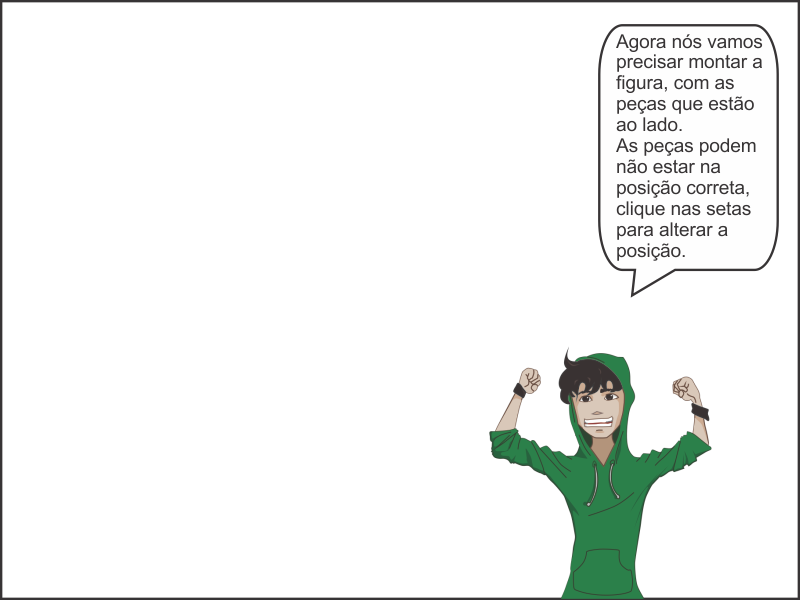 Agora nós vamos
precisar montar a
figura, com as
peças que estão
ao lado.
As peças podem
não estar na
posição correta,
clique nas setas
para alterar a
posição.